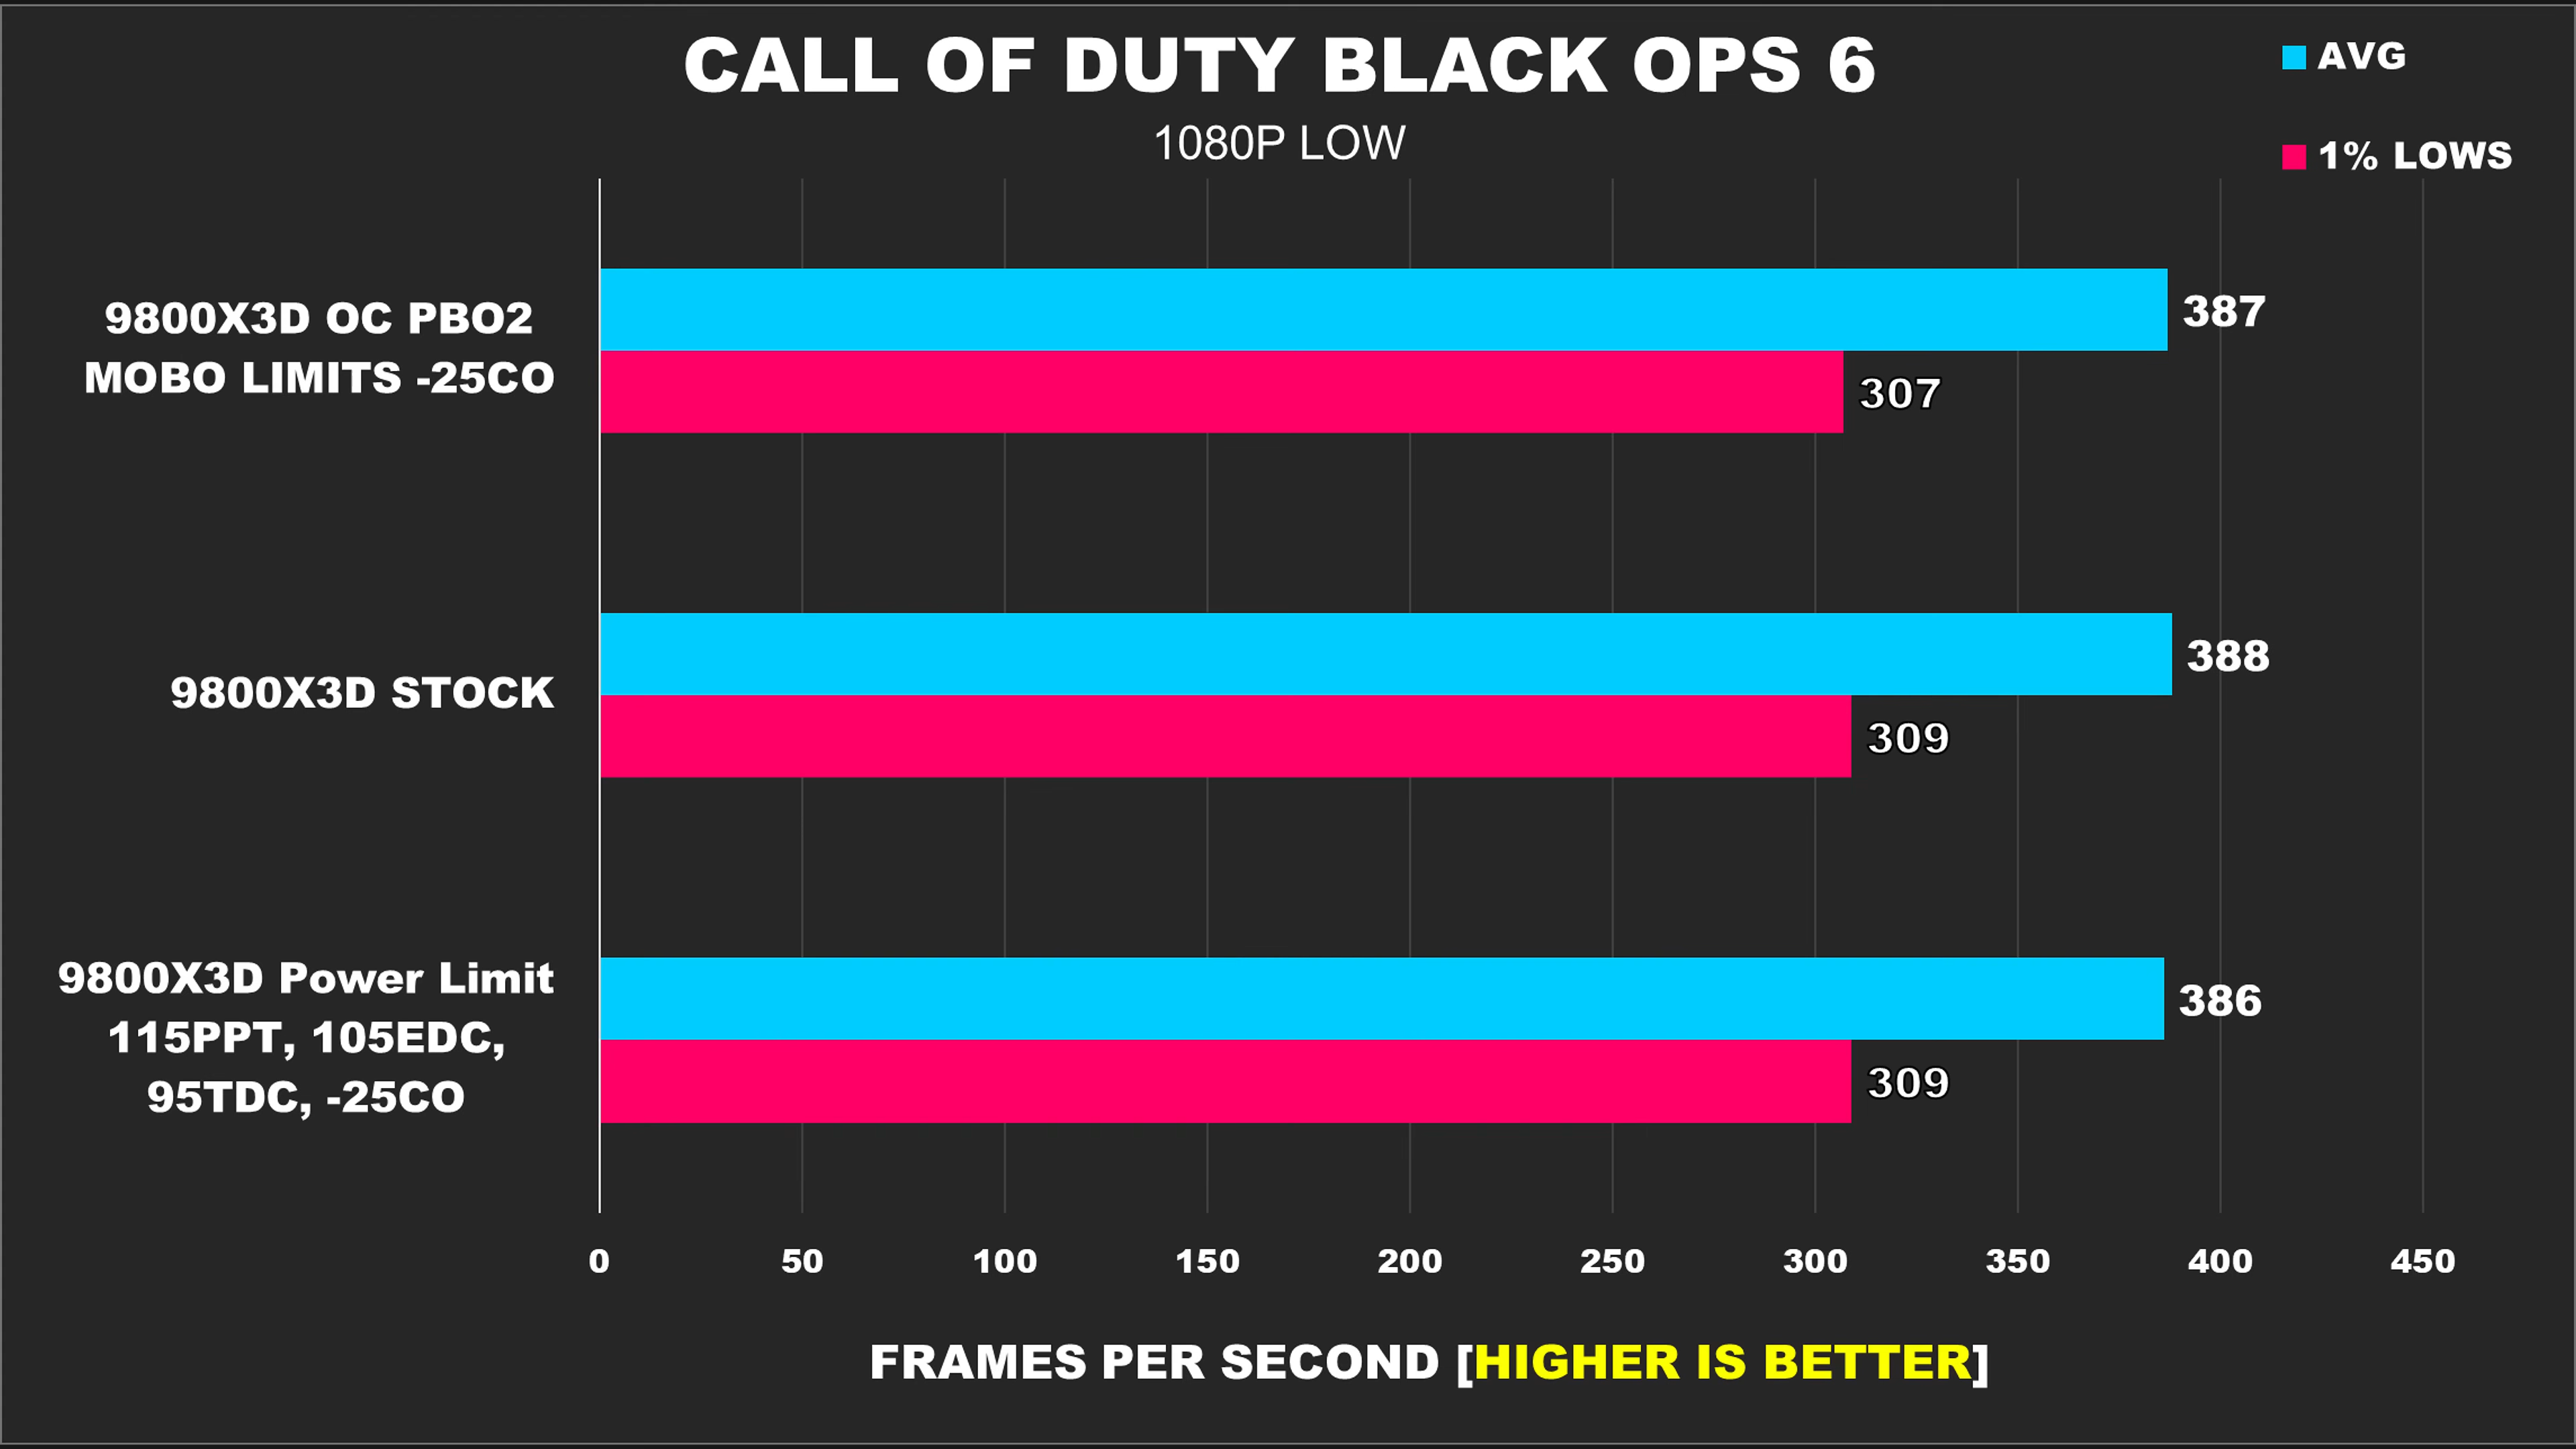 CALL OF DUTY BLACK OPS 6
1080P LOW
AVG
1% LOWS
9800X3D OC PBO2
MOBO LIMITS -25CO
387
307
9800X3D STOCK
388
309
9800X3D Power Limit
115PPT, 105EDC,
95TDC, -25CO
386
309
0 50 100 150 200 250 300 350 400 450
FRAMES PER SECOND [HIGHER IS BETTER]